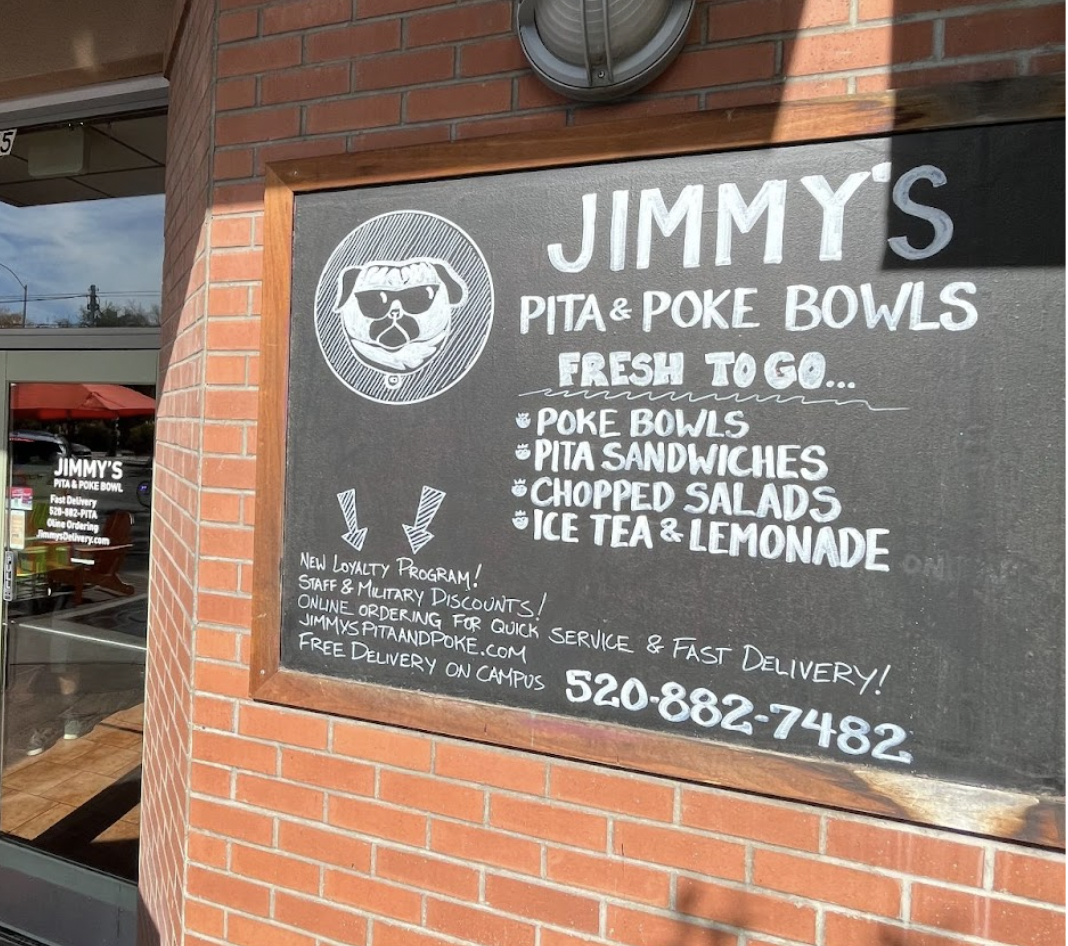 5
JIMMY'S
PITA & POKE BOWL
Fast Delivery
520-882-PITA
Oline Ordering
JimmysDelivery.com
JIMMY'S
PITA & POKE BOWLS
FRESH TO GO...
POKE BOWLS
PITA SANDWICHES
CHOPPED SALADS
ICE TEA & LEMONADE
NEW LOYALTY PROGRAM!
STAFF & MILITARY DISCOUNTS!
ONLINE ORDERING FOR QUICK SERVICE & FAST DELIVERY!
JIMMYSPITAANDPOKE.COM
FREE DELIVERY ON CAMPUS
520-882-7482